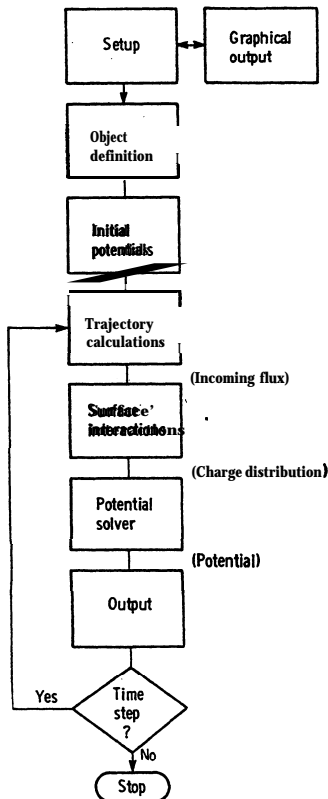 Setup
Graphical
output
Object
definition
Initial
potentials
Trajectory
calculations
(Incoming flux)
Surface
interactions
(Charge distribution)
Potential
solver
(Potential)
Output
Time
step
?
Yes
No
Stop